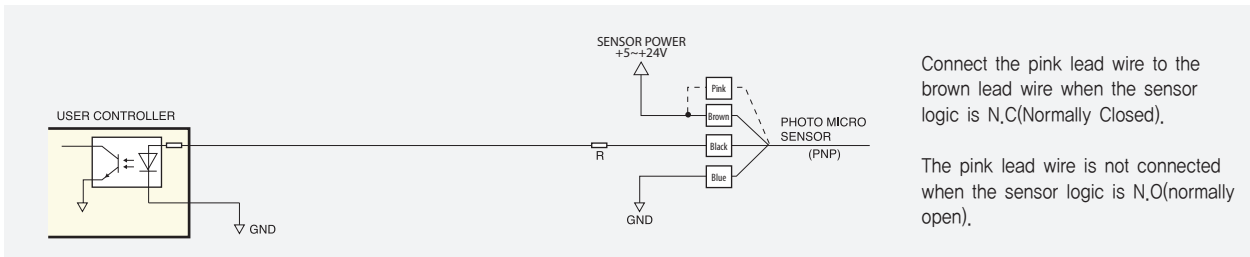 SENSOR POWER
+5~+24V
USER CONTROLLER
Pink
Brown
Black
Blue
R
GND
GND
PHOTO MICRO
SENSOR
(PNP)
Connect the pink lead wire to the
brown lead wire when the sensor
logic is N.C(Normally Closed).
The pink lead wire is not connected
when the sensor logic is N.O(normally
open).